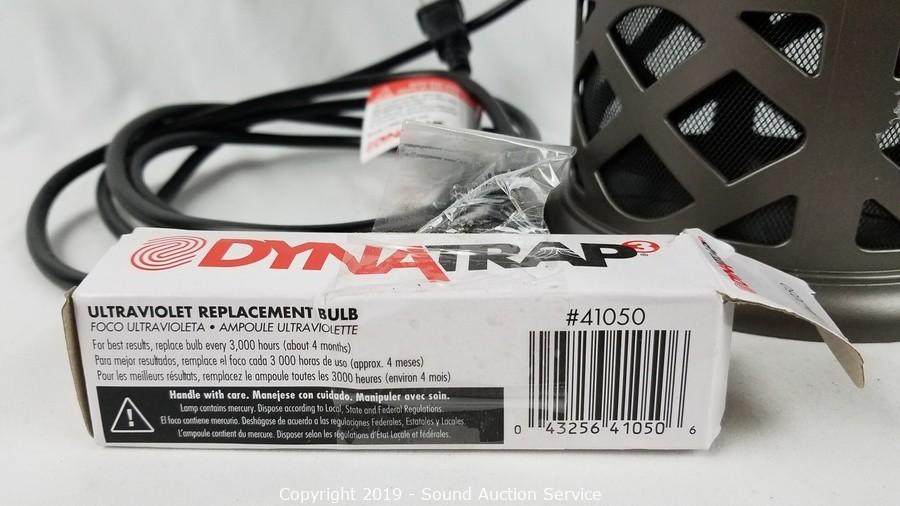 DYNATRAP3®
ULTRAVIOLET REPLACEMENT BULB
FOCO ULTRAVIOLETA • AMPOULE ULTRAVIOLETTE
For best results, replace bulb every 3,000 hours (about 4 months)
Para mejor resultados, remplace el foco cada 3 000 horas de uso (approx. 4 meses)
Pour les meilleurs résultats, remplacez le ampoule toutes les 3000 heures (environ 4 mois)
Handle with care. Manejese con cuidado. Manipuler avec soin.
Lamp contains mercury. Dispose according to Local, State and Federal Regulations.
El foco contiene mercurio. Deshágase de acuerdo a las regulaciones Federales, Estatales y Locales.
L'ampoule contient du mercure. Disposer selon les régulations d'Etat Locale et fédérales.
#41050
0 43256 41050 6
Copyright 2019 - Sound Auction Service